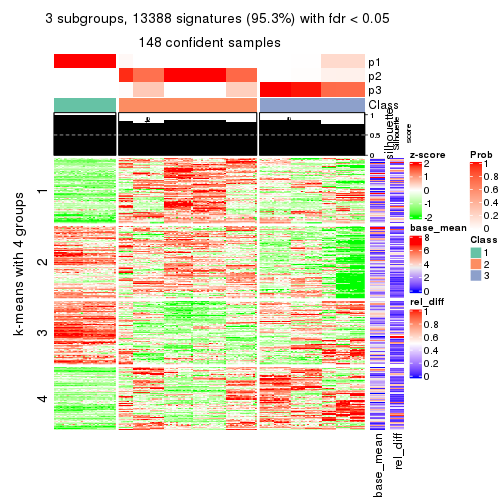 3 subgroups, 13388 signatures (95.3%) with fdr < 0.05
148 confident samples
p1
p2
p3
Class
1
0.5
0
silhouette
Silhouette
score
k-means with 4 groups
1
2
3
4
base_mean
rel_diff
z-score
2
1
0
-1
-2
base_mean
8
6
4
2
0
rel_diff
1
0.8
0.6
0.4
0.2
0
Prob
1
0.8
0.6
0.4
0.2
0
Class
1
2
3